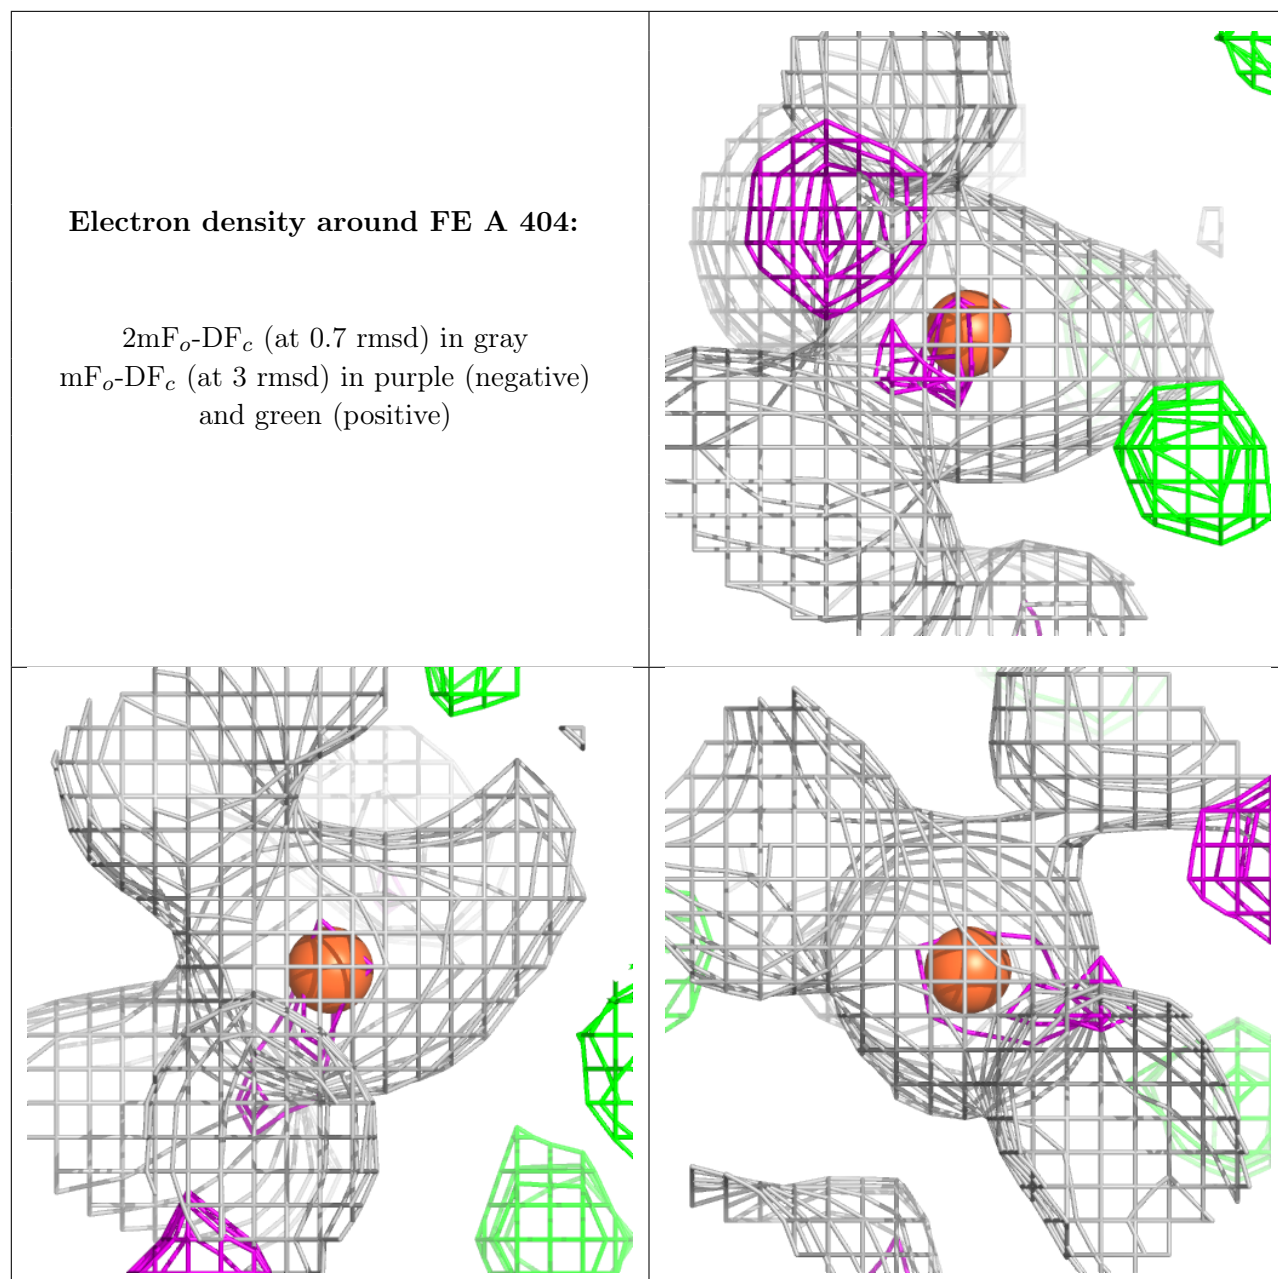 Electron density around FE A 404:
2mFo-DFc (at 0.7 rmsd) in gray
mFo-DFc (at 3 rmsd) in purple (negative)
and green (positive)